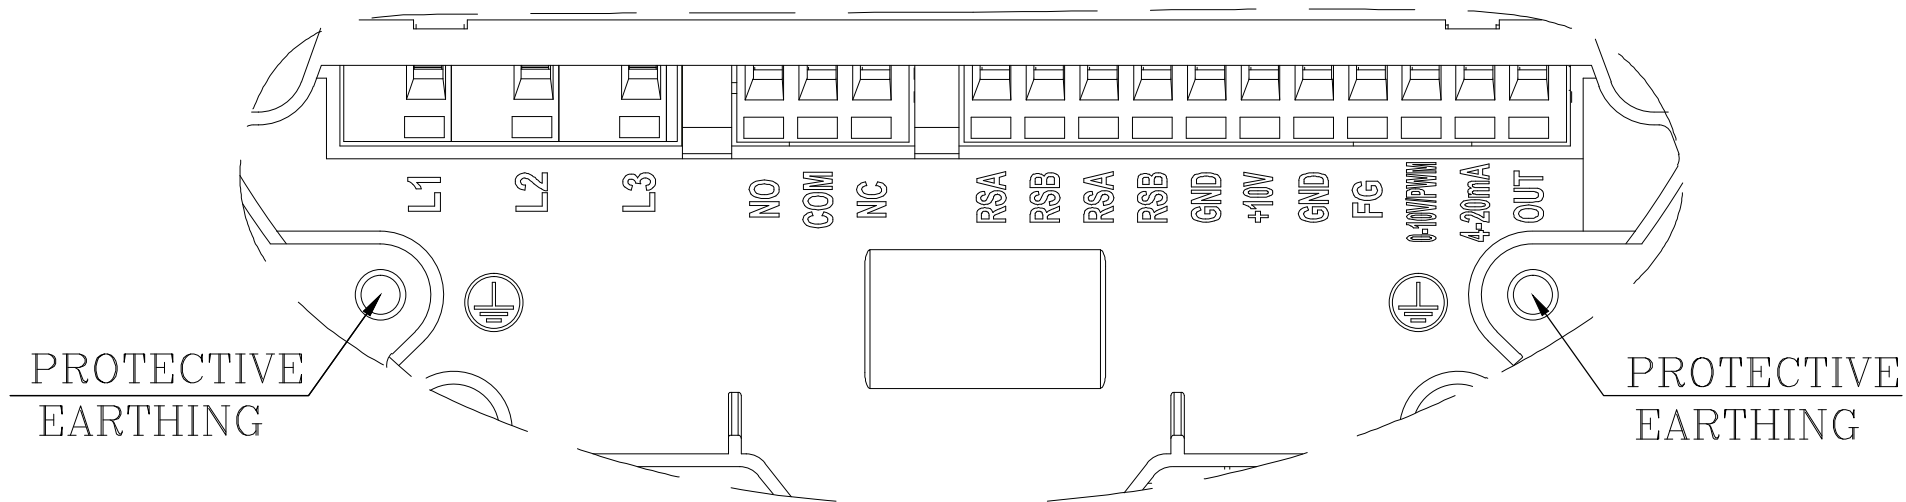 L1
L2
L3
NO
COM
NC
RSA
RSB
RSA
RSB
GND
+10V
GND
FG
0-10V/PWM
4-20mA
OUT
PROTECTIVE
EARTHING
PROTECTIVE
EARTHING